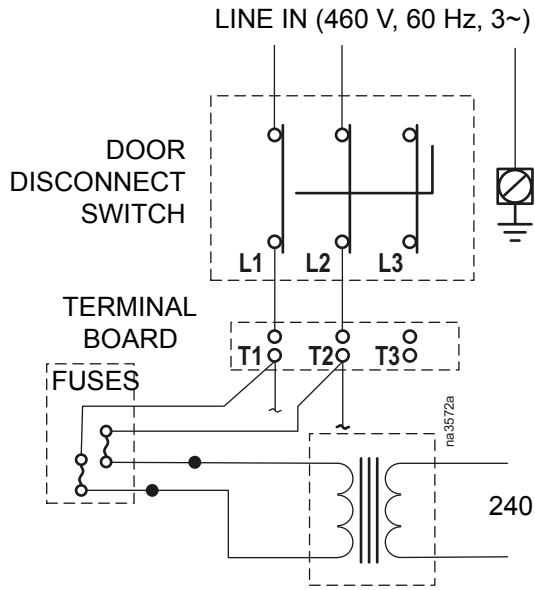 LINE IN (460 V, 60 Hz, 3~)
DOOR
DISCONNECT
SWITCH
L1 L2 L3
TERMINAL
BOARD
T1 T2 T3
FUSES
na3572a
240